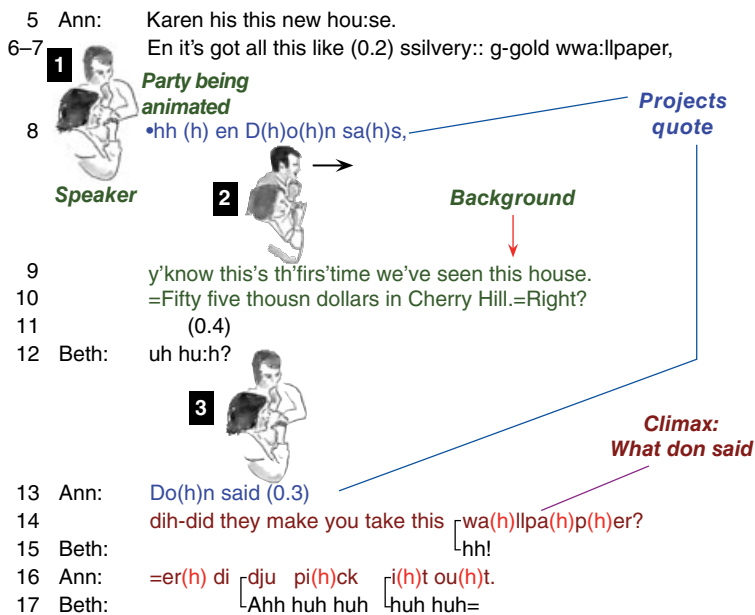 5 Ann: Karen his this new hou:se.
6–7 En it's got all this like (0.2) ssilvery:: g-gold wwa:llpaper,
1
Party being
animated
Projects
quote
8 •hh (h) en D(h)o(h)n sa(h)s,
Speaker
2
Background
9 y'know this's th'firs'time we've seen this house.
10 =Fifty five thousn dollars in Cherry Hill.=Right?
11 (0.4)
12 Beth: uh hu:h?
3
Climax:
What don said
13 Ann: Do(h)n said (0.3)
14 dih-did they make you take this wa(h)llpa(h)p(h)er?
15 Beth: hh!
16 Ann: =er(h) di dju pi(h)ck i(h)t ou(h)t.
17 Beth: Ahh huh huh huh huh=